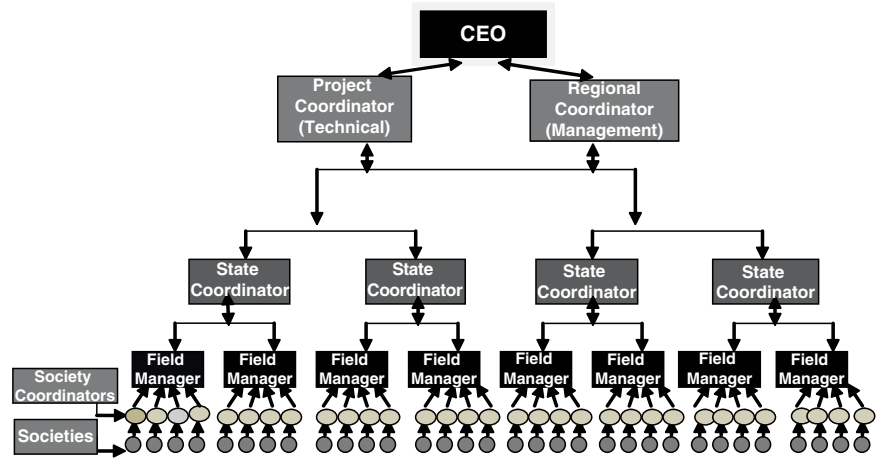 CEO
Project
Coordinator
(Technical)
Regional
Coordinator
(Management)
State
Coordinator
State
Coordinator
State
Coordinator
State
Coordinator
Field
Manager
Field
Manager
Field
Manager
Field
Manager
Field
Manager
Field
Manager
Field
Manager
Field
Manager
Society
Coordinators
Societies